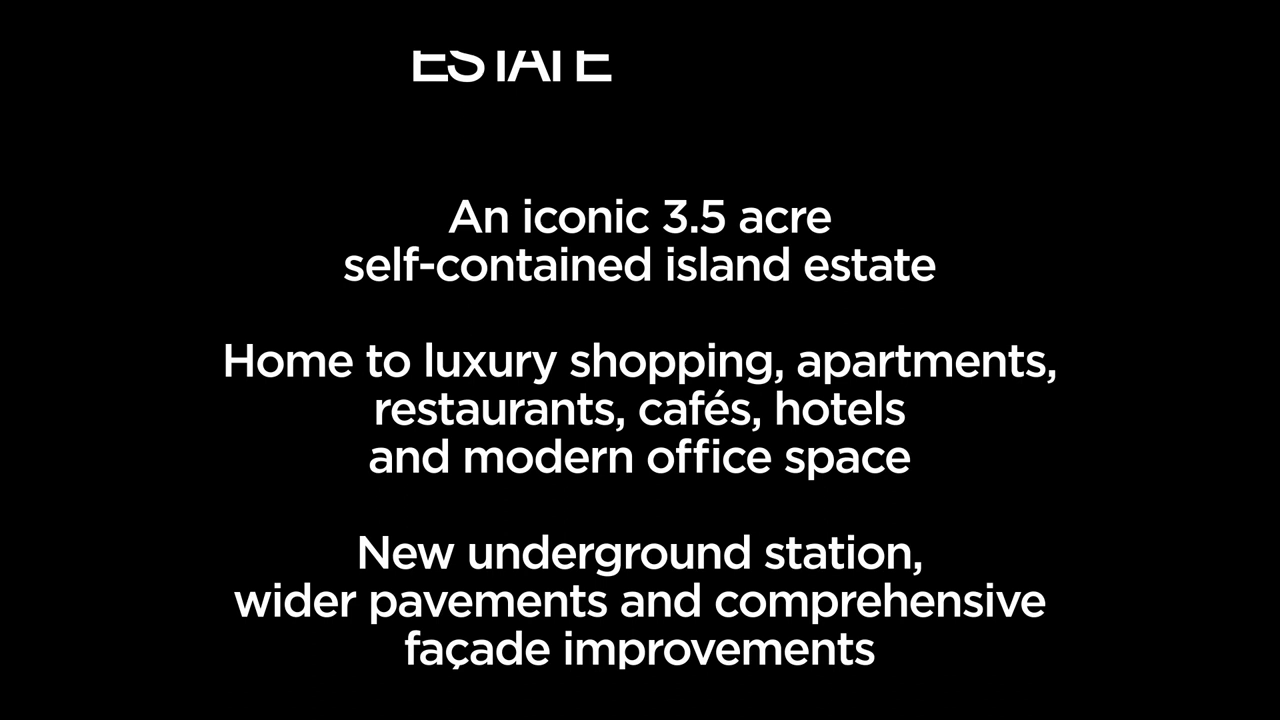 ESTATE
An iconic 3.5 acre
self-contained island estate
Home to luxury shopping, apartments,
restaurants, cafés, hotels
and modern office space
New underground station,
wider pavements and comprehensive
façade improvements